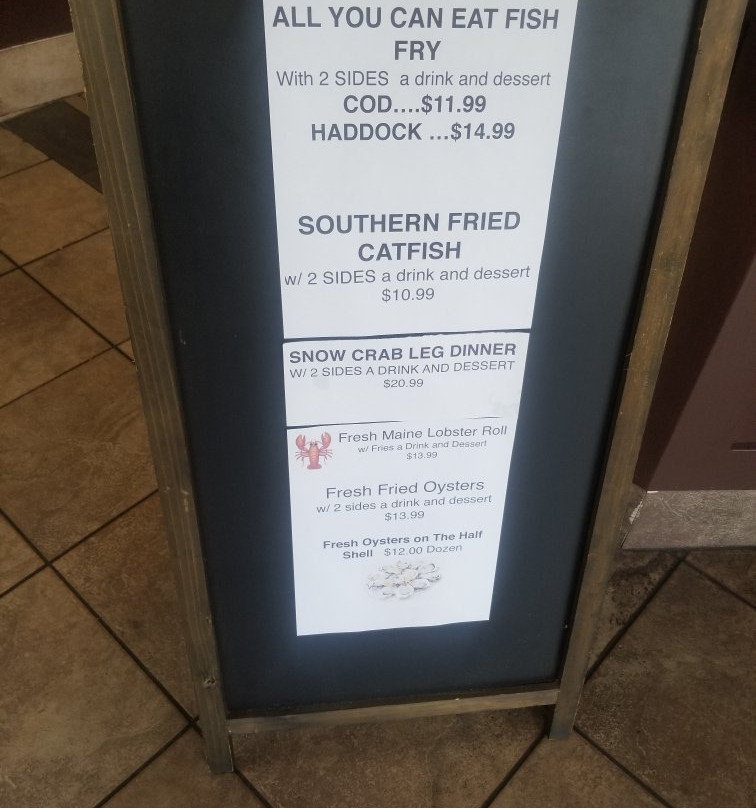 ALL YOU CAN EAT FISH
FRY
With 2 SIDES a drink and dessert
COD....$11.99
HADDOCK ...$14.99
SOUTHERN FRIED
CATFISH
w/ 2 SIDES a drink and dessert
$10.99
SNOW CRAB LEG DINNER
W/ 2 SIDES A DRINK AND DESSERT
$20.99
Fresh Maine Lobster Roll
w/ Fries a Drink and Dessert
$13.99
Fresh Fried Oysters
w/ 2 sides a drink and dessert
$13.99
Fresh Oysters on The Half
Shell $12.00 Dozen